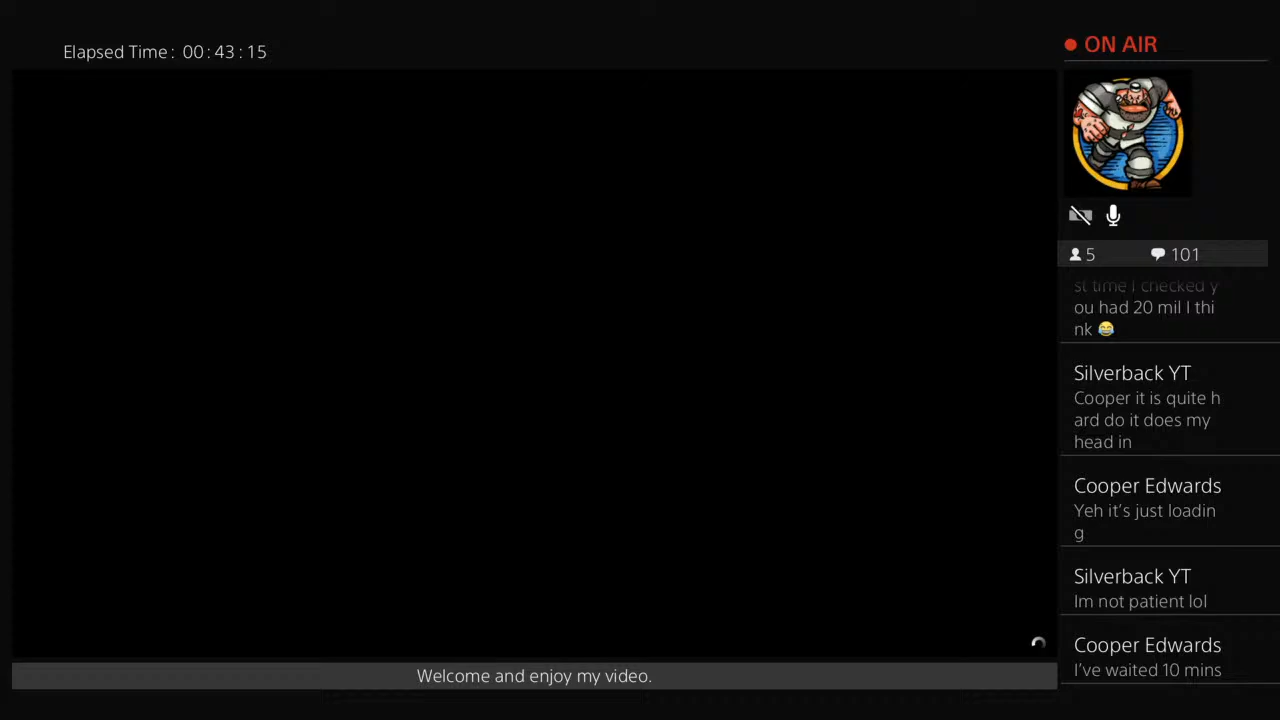 Elapsed Time: 00:43:15
ON AIR
5 101
st time I checked y
ou had 20 mil I thi
nk 😂
Silverback YT
Cooper it is quite h
ard do it does my
head in
Cooper Edwards
Yeh it's just loadin
g
Silverback YT
Im not patient lol
Cooper Edwards
I've waited 10 mins
Welcome and enjoy my video.